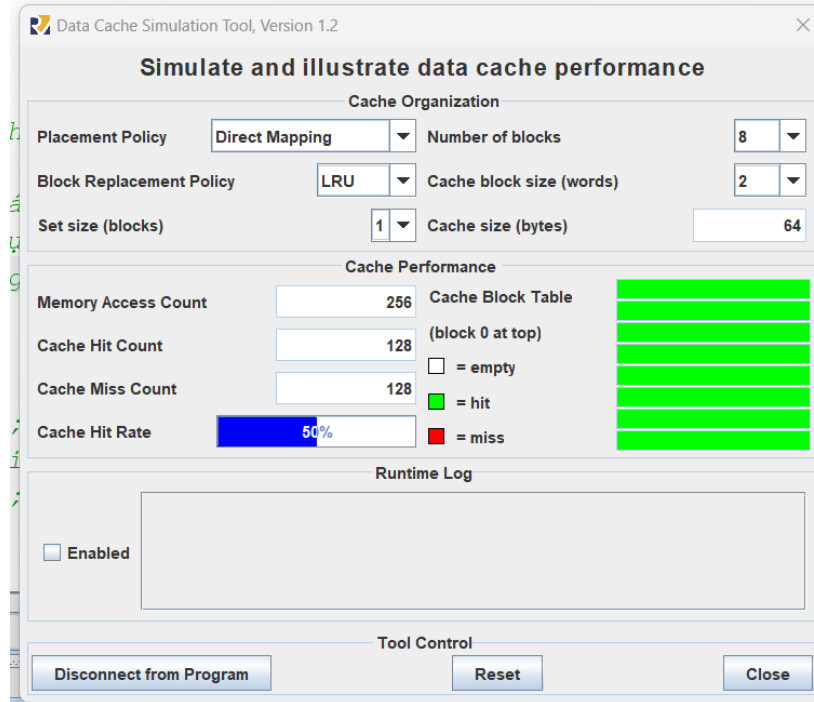 Data Cache Simulation Tool, Version 1.2
Simulate and illustrate data cache performance
Cache Organization
Placement Policy Direct Mapping Number of blocks 8
Block Replacement Policy LRU Cache block size (words) 2
Set size (blocks) 1 Cache size (bytes) 64
Cache Performance
Memory Access Count 256 Cache Block Table
(block 0 at top)
Cache Hit Count 128
= empty
Cache Miss Count 128
= hit
Cache Hit Rate 50%
= miss
Runtime Log
Enabled
Tool Control
Disconnect from Program Reset Close